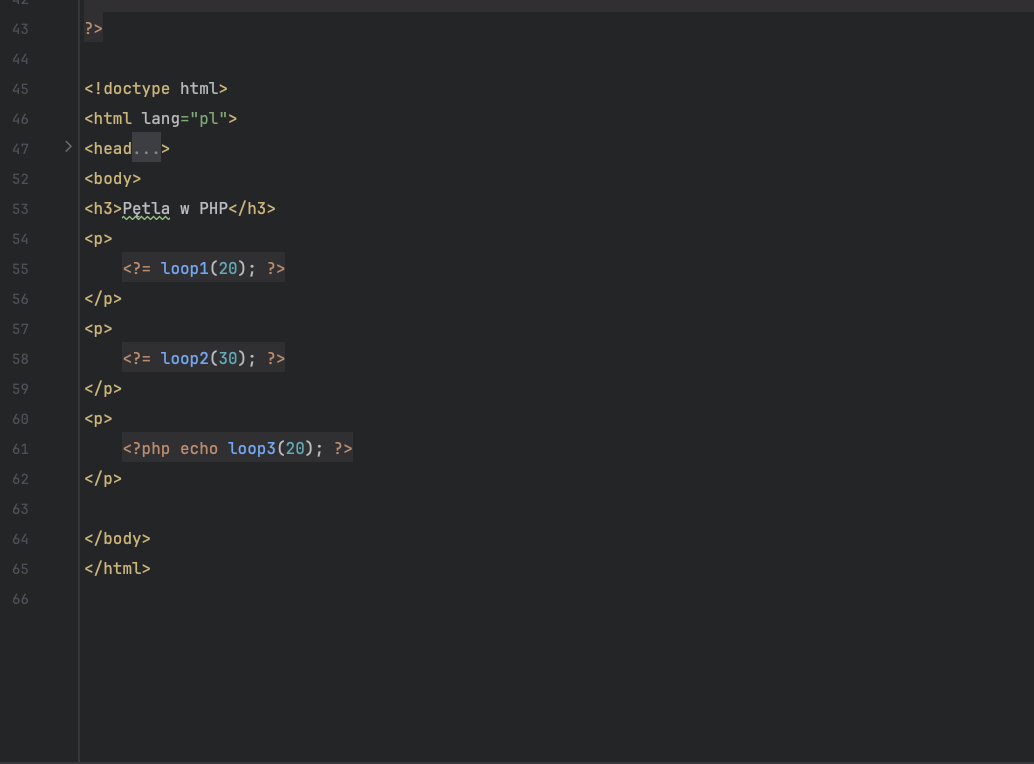 42
43 ?>
44
45 <!doctype html>
46 <html lang="pl">
47 <head...>
52 <body>
53 <h3>Pętla w PHP</h3>
54 <p>
55     <?= loop1(20); ?>
56 </p>
57 <p>
58     <?= loop2(30); ?>
59 </p>
60 <p>
61     <?php echo loop3(20); ?>
62 </p>
63
64 </body>
65 </html>
66